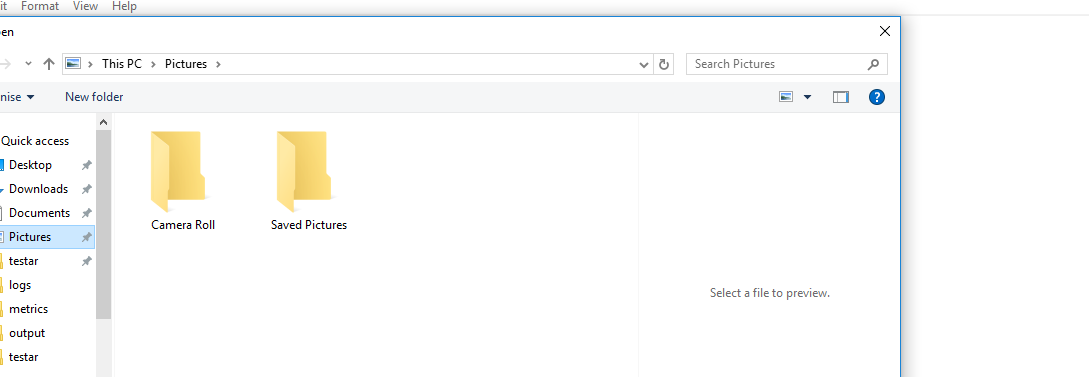 it Format View Help
en
This PC Pictures
Search Pictures
nise New folder
?
Quick access
Desktop
Downloads
Documents
Pictures
testar
logs
metrics
output
testar
Camera Roll
Saved Pictures
Select a file to preview.